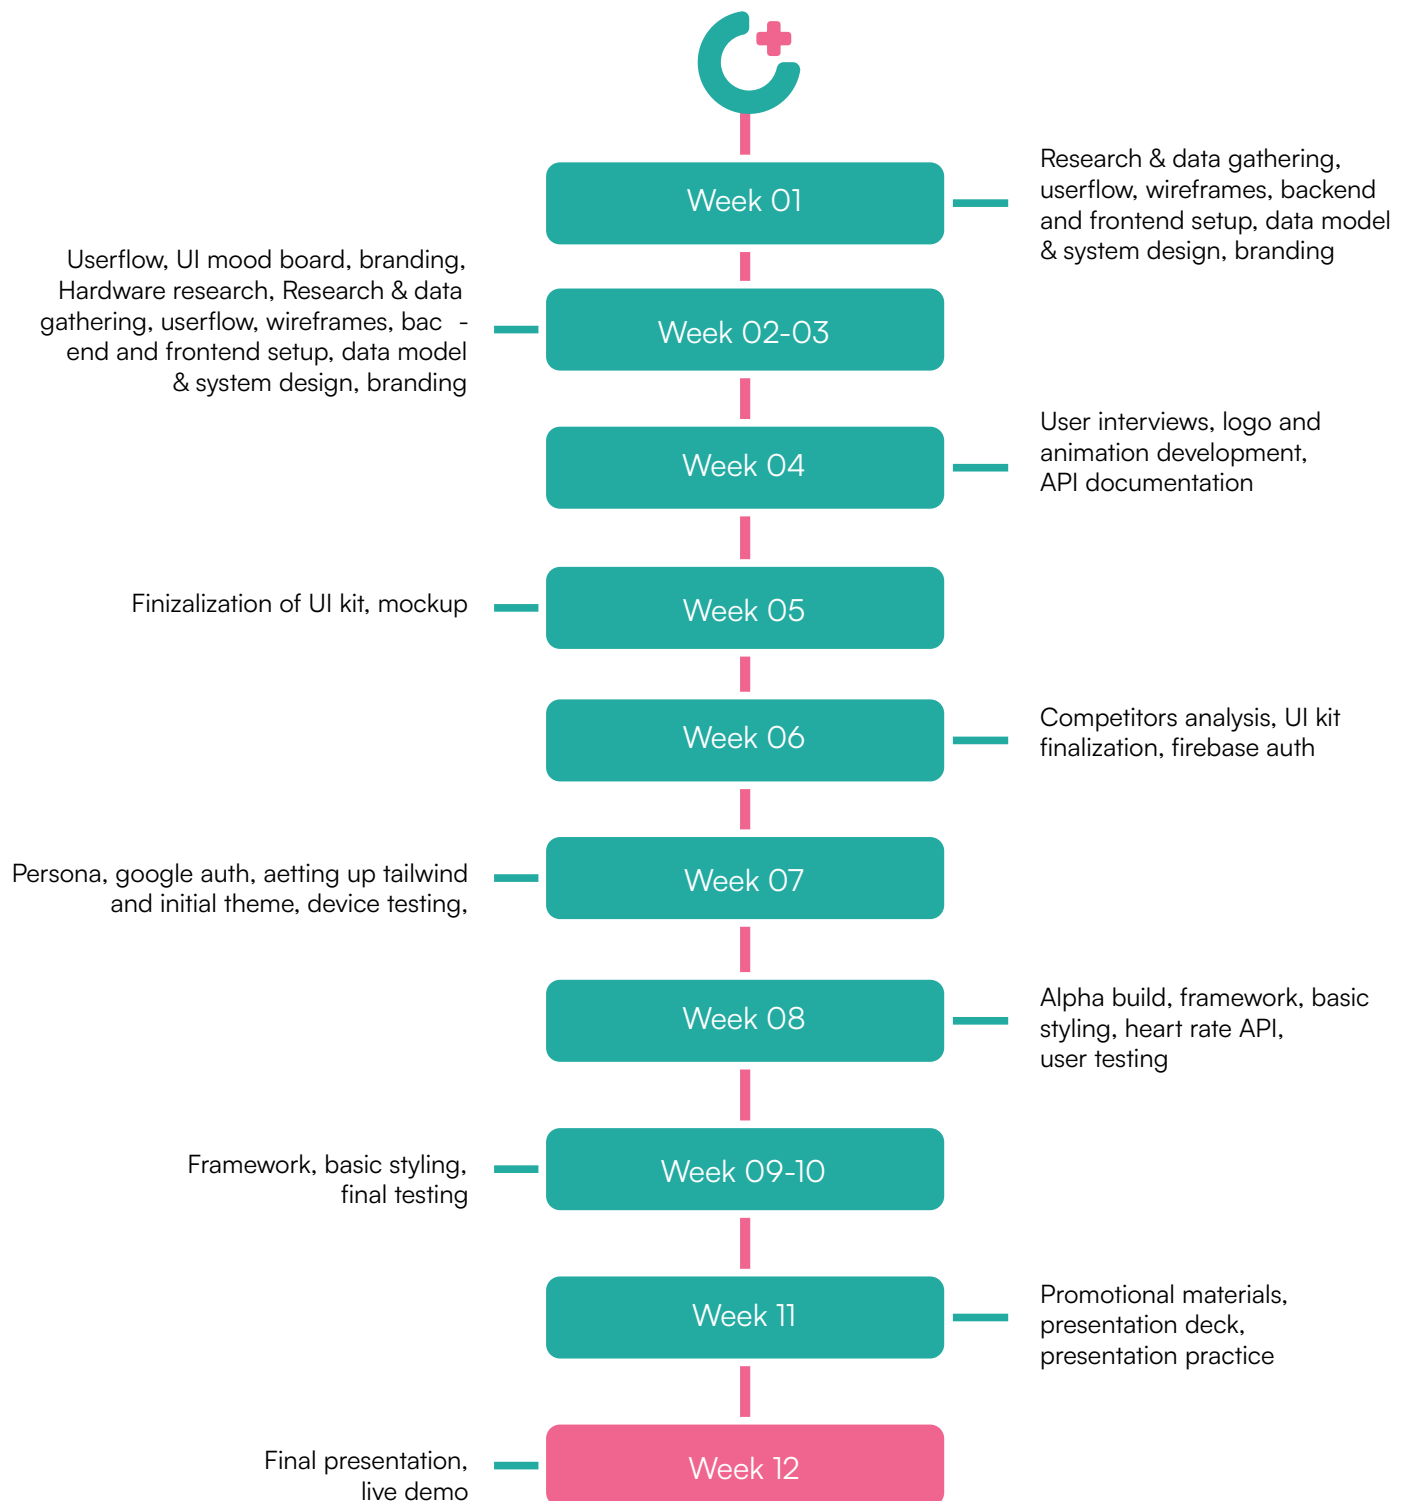 Week 01
Research & data gathering,
userflow, wireframes, backend
and frontend setup, data model
& system design, branding
Userflow, UI mood board, branding,
Hardware research, Research & data
gathering, userflow, wireframes, bac -
end and frontend setup, data model
& system design, branding
Week 02-03
Week 04
User interviews, logo and
animation development,
API documentation
Finizalization of UI kit, mockup
Week 05
Week 06
Competitors analysis, UI kit
finalization, firebase auth
Persona, google auth, aetting up tailwind
and initial theme, device testing,
Week 07
Week 08
Alpha build, framework, basic
styling, heart rate API,
user testing
Framework, basic styling,
final testing
Week 09-10
Week 11
Promotional materials,
presentation deck,
presentation practice
Final presentation,
live demo
Week 12